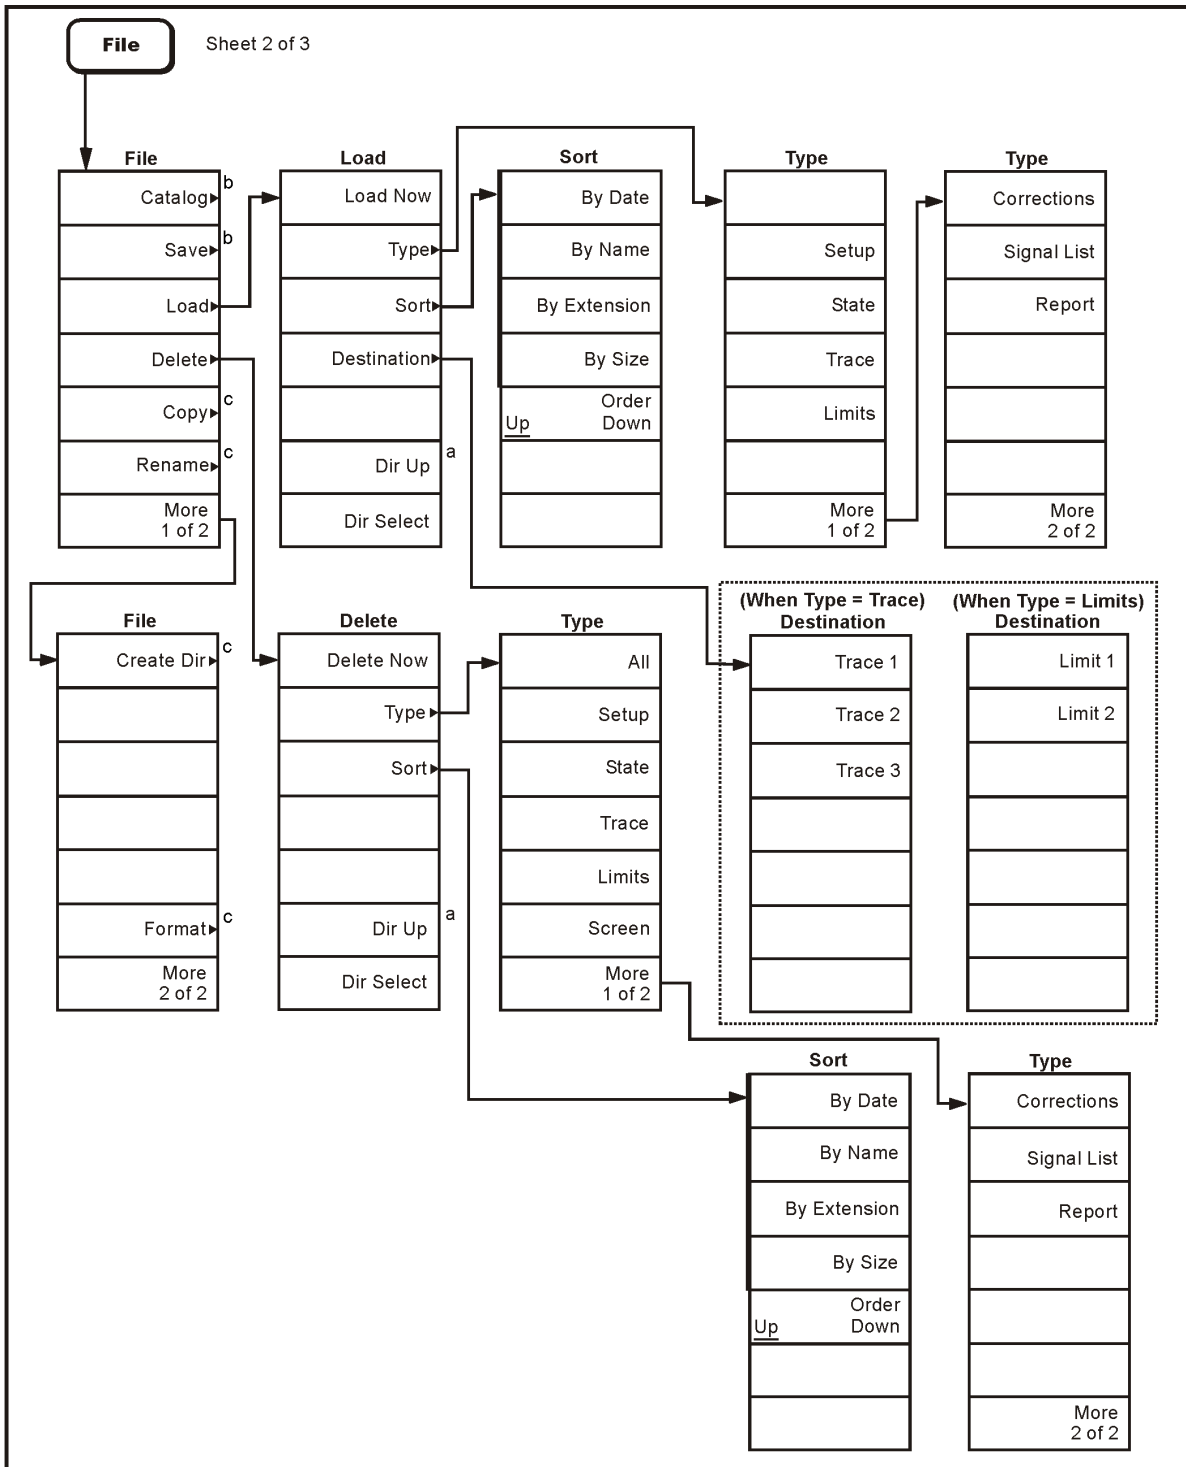 File
Sheet 2 of 3
File
Catalog
b
Save
b
Load
Delete
Copy
c
Rename
c
More
1 of 2
Load
Load Now
Type
Sort
Destination
Dir Up
a
Dir Select
Sort
By Date
By Name
By Extension
By Size
Order
Up Down
Type
Setup
State
Trace
Limits
More
1 of 2
Type
Corrections
Signal List
Report
More
2 of 2
File
Create Dir
c
Format
c
More
2 of 2
Delete
Delete Now
Type
Sort
Dir Up
a
Dir Select
Type
All
Setup
State
Trace
Limits
Screen
More
1 of 2
(When Type = Trace)
Destination
Trace 1
Trace 2
Trace 3
(When Type = Limits)
Destination
Limit 1
Limit 2
Sort
By Date
By Name
By Extension
By Size
Order
Up Down
Type
Corrections
Signal List
Report
More
2 of 2